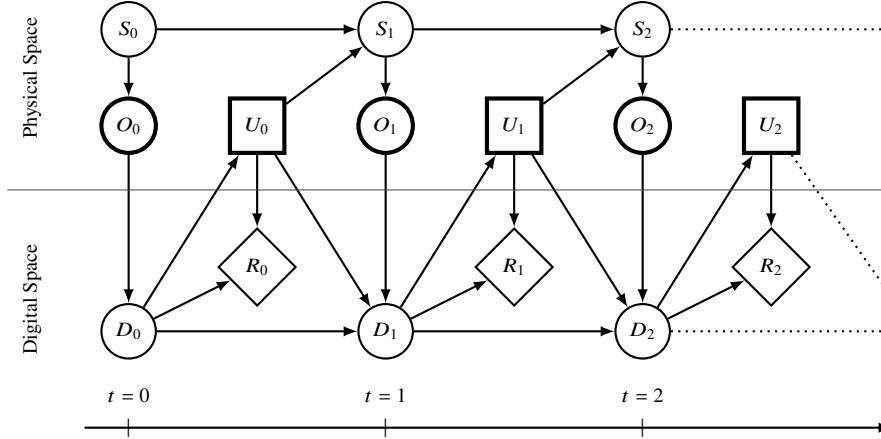 Physical Space
Digital Space
S₀
S₁
S₂
O₀
U₀
O₁
U₁
O₂
U₂
R₀
R₁
R₂
D₀
D₁
D₂
t = 0
t = 1
t = 2